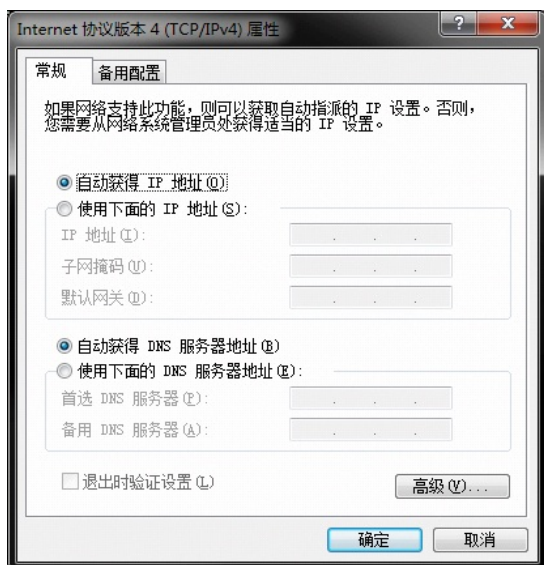 Internet 协议版本 4 (TCP/IPv4) 属性
常规 备用配置
如果网络支持此功能，则可以获取自动指派的 IP 设置。否则，
您需要从网络系统管理员处获得适当的 IP 设置。
自动获得 IP 地址(O)
使用下面的 IP 地址(S):
IP 地址(I):
子网掩码(U):
默认网关(D):
自动获得 DNS 服务器地址(B)
使用下面的 DNS 服务器地址(E):
首选 DNS 服务器(P):
备用 DNS 服务器(A):
退出时验证设置(L)
高级(V)...
确定 取消